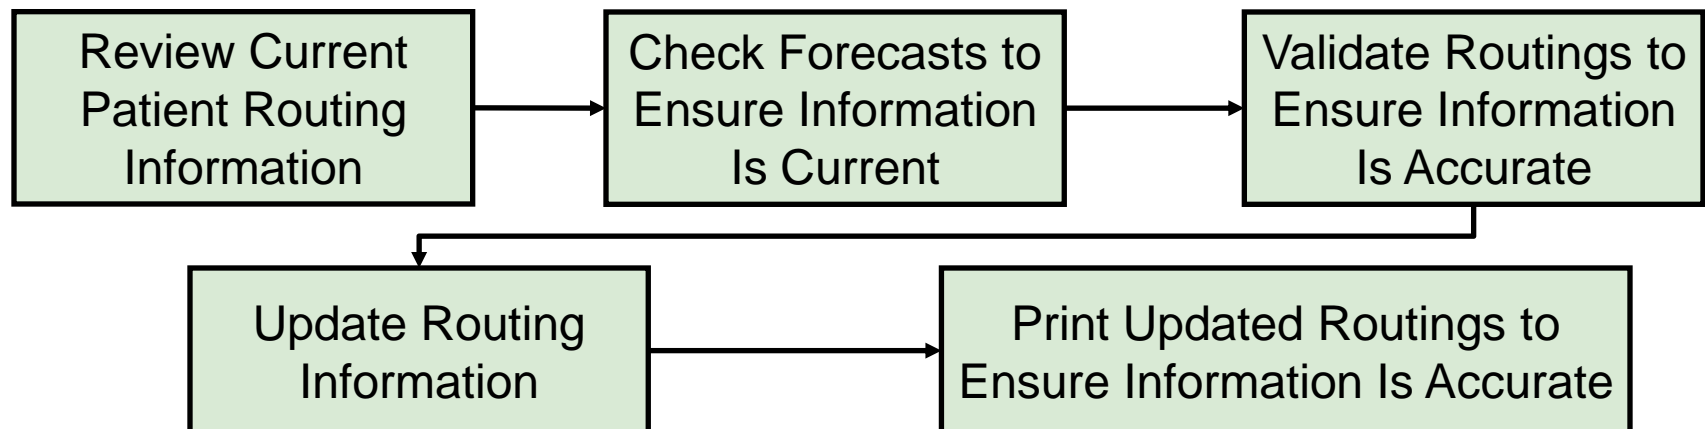 Review Current
Patient Routing
Information
Check Forecasts to
Ensure Information
Is Current
Validate Routings to
Ensure Information
Is Accurate
Update Routing
Information
Print Updated Routings to
Ensure Information Is Accurate